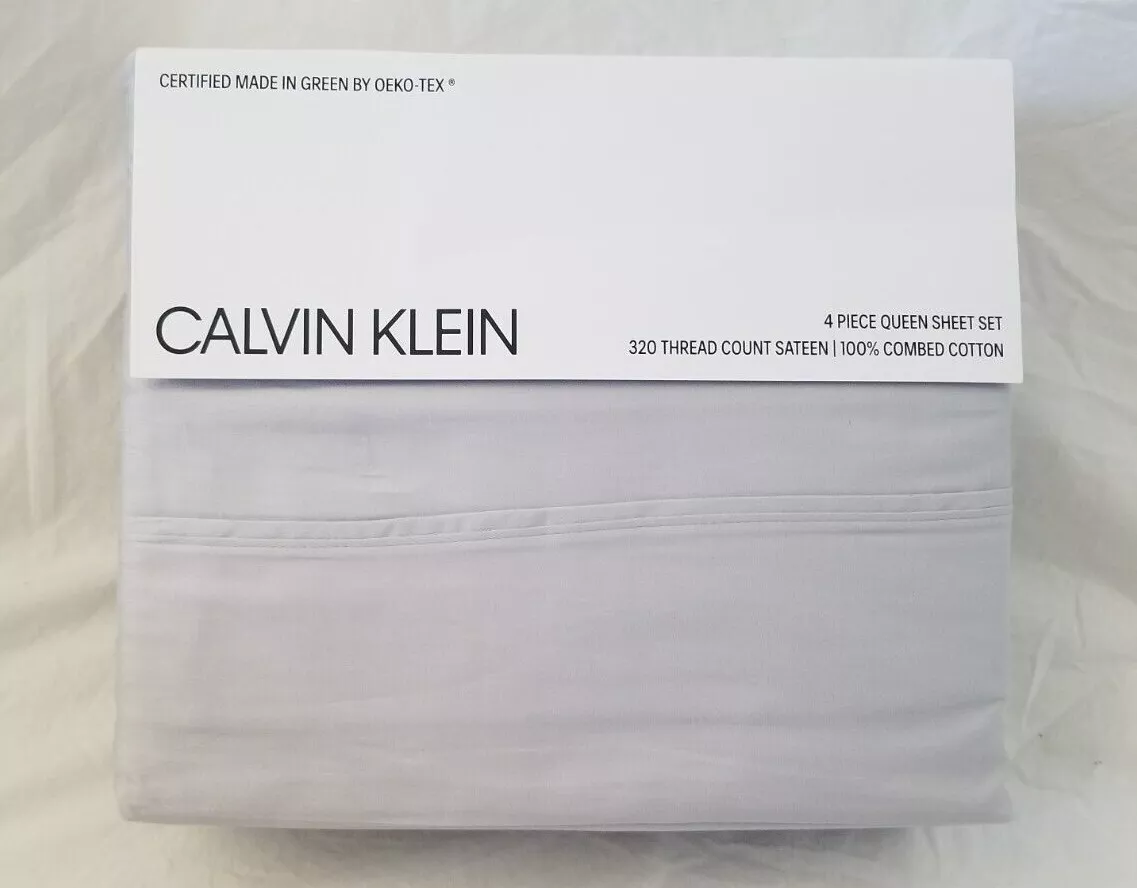 CERTIFIED MADE IN GREEN BY OEKO-TEX ®
CALVIN KLEIN
4 PIECE QUEEN SHEET SET
320 THREAD COUNT SATEEN | 100% COMBED COTTON